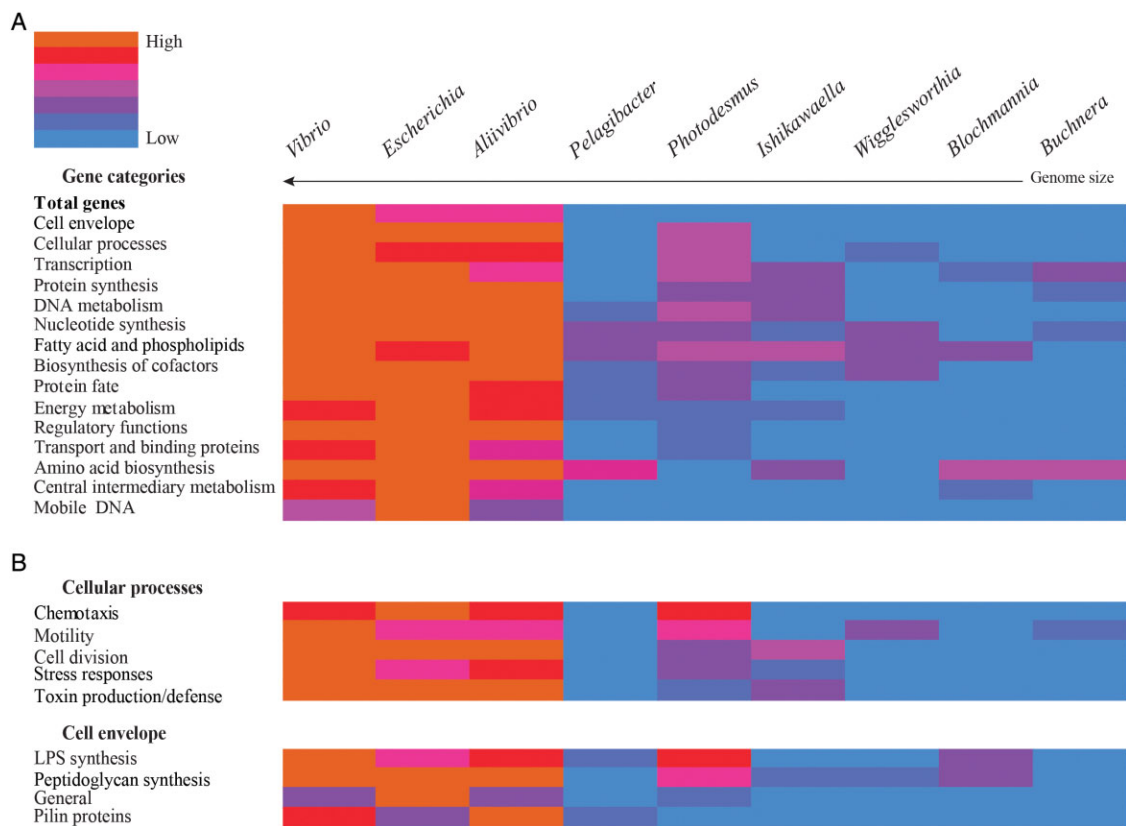 A
High
Low
Vibrio
Escherichia
Aliivibrio
Pelagibacter
Photodesmus
Ishikawaella
Wigglesworthia
Blochmannia
Buchnera
Gene categories
Genome size
Total genes
Cell envelope
Cellular processes
Transcription
Protein synthesis
DNA metabolism
Nucleotide synthesis
Fatty acid and phospholipids
Biosynthesis of cofactors
Protein fate
Energy metabolism
Regulatory functions
Transport and binding proteins
Amino acid biosynthesis
Central intermediary metabolism
Mobile DNA
B
Cellular processes
Chemotaxis
Motility
Cell division
Stress responses
Toxin production/defense
Cell envelope
LPS synthesis
Peptidoglycan synthesis
General
Pilin proteins